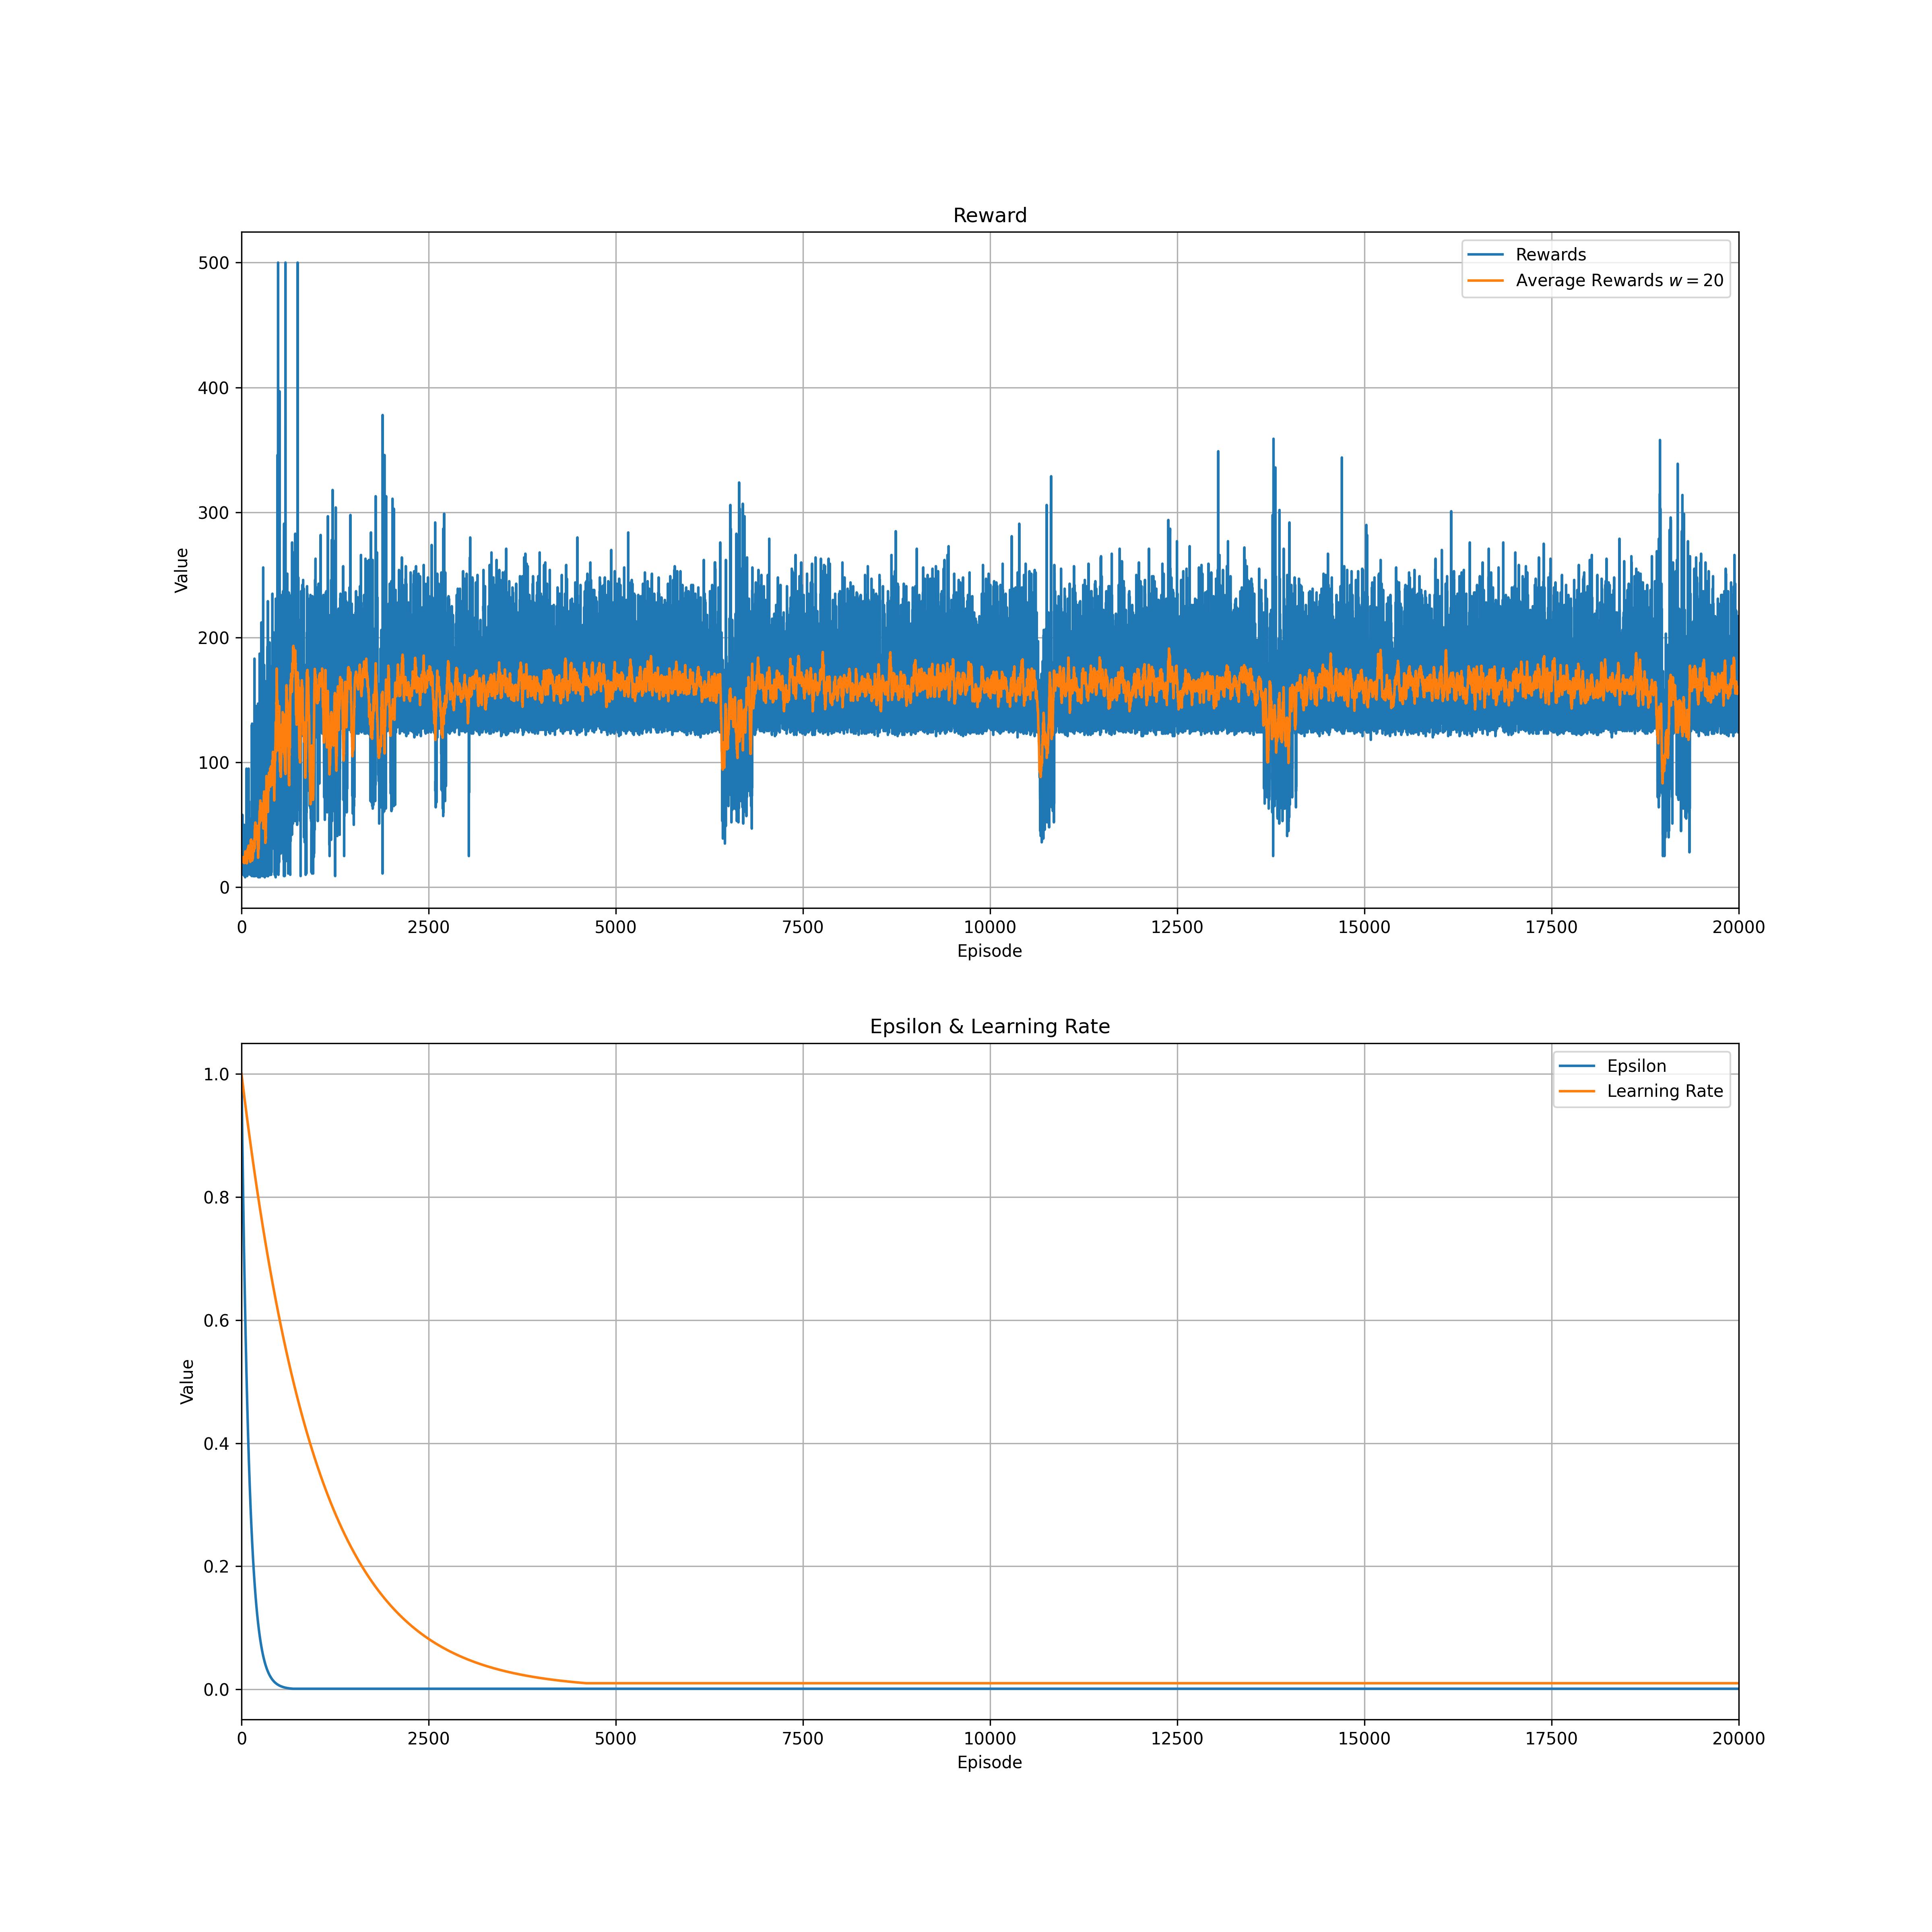 Reward
500
400
300
200
100
0
Value
0 2500 5000 7500 10000 12500 15000 17500 20000
Episode
Rewards
Average Rewards w = 20
Epsilon & Learning Rate
1.0
0.8
0.6
0.4
0.2
0.0
Value
0 2500 5000 7500 10000 12500 15000 17500 20000
Episode
Epsilon
Learning Rate